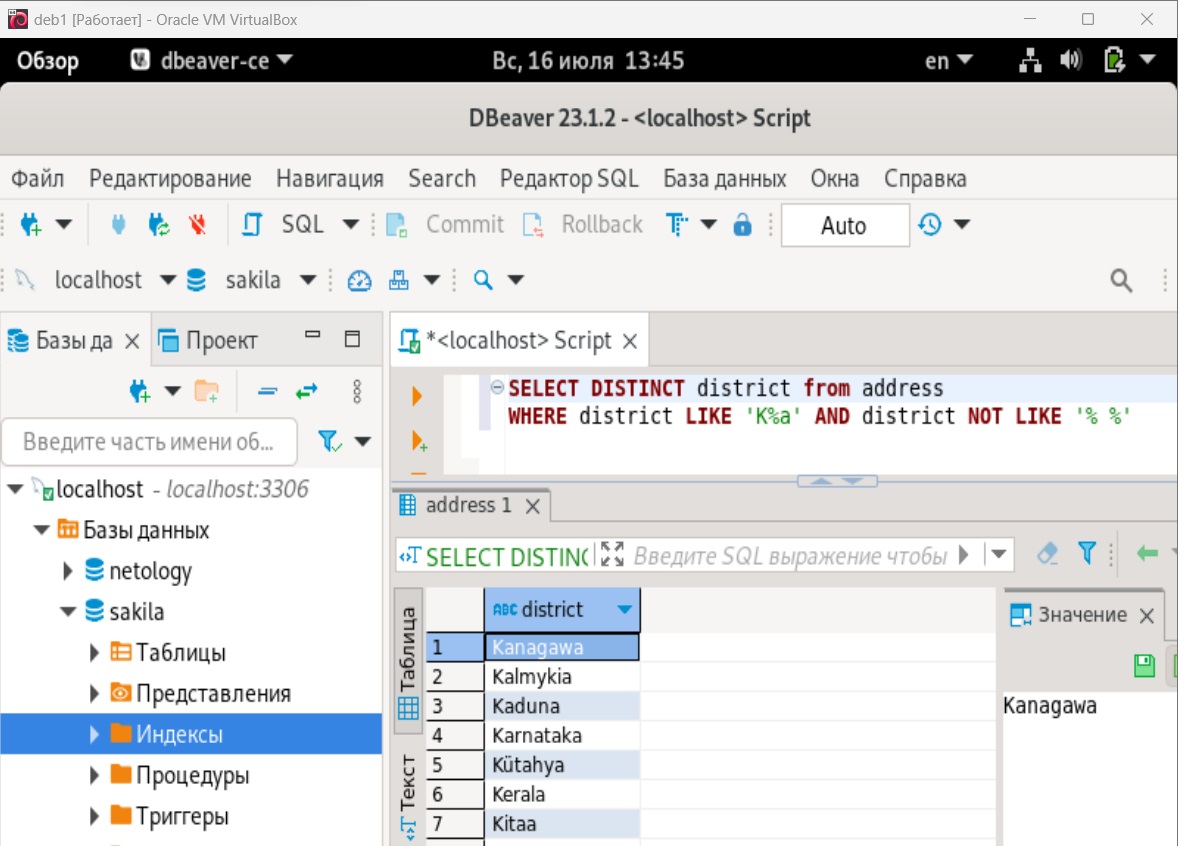 deb1 [Работает] - Oracle VM VirtualBox
Обзор dbeaver-ce Вс, 16 июля 13:45 en
DBeaver 23.1.2 - <localhost> Script
Файл Редактирование Навигация Search Редактор SQL База данных Окна Справка
SQL Commit Rollback Auto
localhost sakila
Базы да Проект
*<localhost> Script
SELECT DISTINCT district from address
WHERE district LIKE 'K%a' AND district NOT LIKE '% %'
Введите часть имени об...
localhost - localhost:3306
Базы данных
netology
sakila
Таблицы
Представления
Индексы
Процедуры
Триггеры
address 1
SELECT DISTINC Введите SQL выражение чтобы
Таблица
Текст
ABC district
1 Kanagawa
2 Kalmykia
3 Kaduna
4 Karnataka
5 Kütahya
6 Kerala
7 Kitaa
Значение
Kanagawa